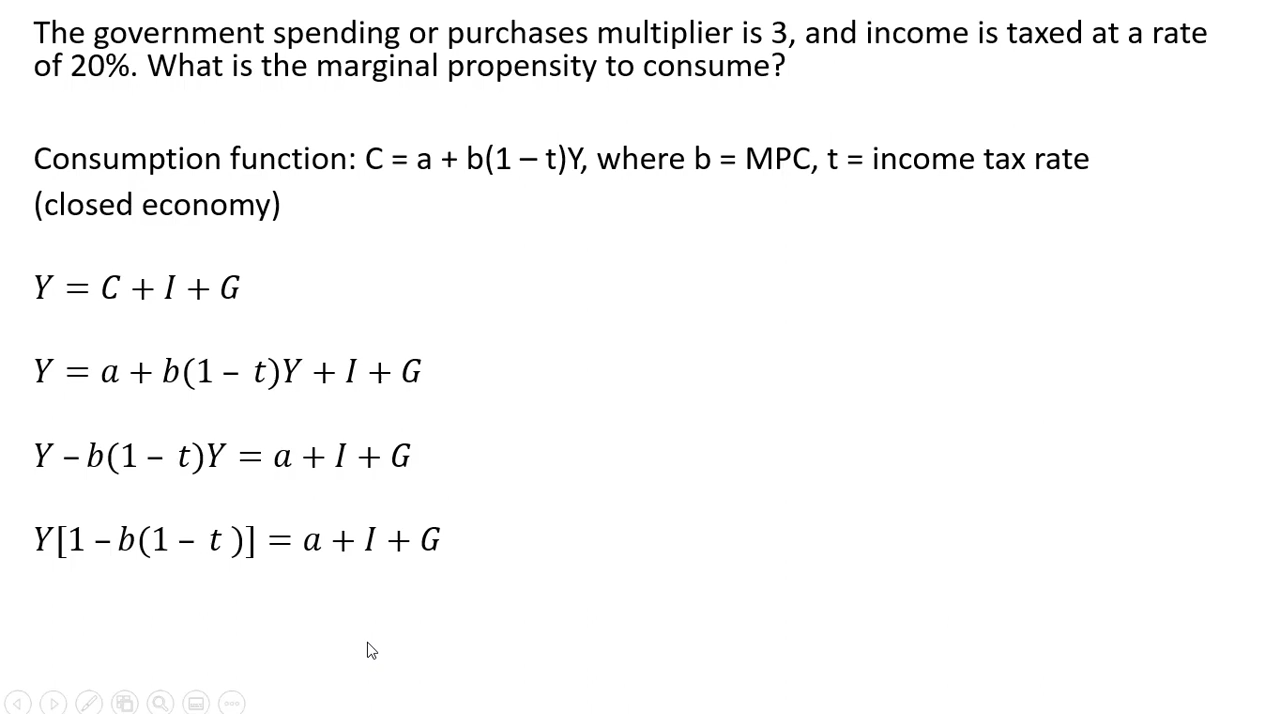 The government spending or purchases multiplier is 3, and income is taxed at a rate
of 20%. What is the marginal propensity to consume?
Consumption function: C = a + b(1 – t)Y, where b = MPC, t = income tax rate
(closed economy)
Y = C + I + G
Y = a + b(1 – t)Y + I + G
Y – b(1 – t)Y = a + I + G
Y[1 – b(1 – t )] = a + I + G